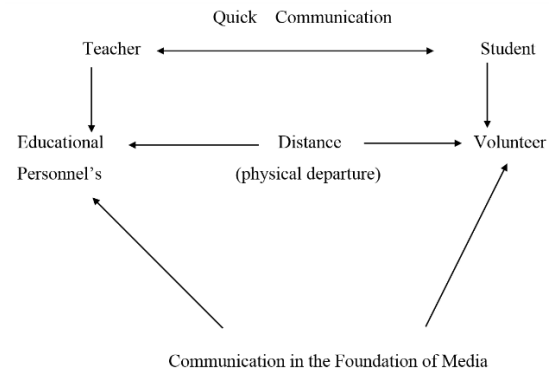 Quick Communication
Teacher Student
Educational Distance Volunteer
Personnel's (physical departure)
Communication in the Foundation of Media